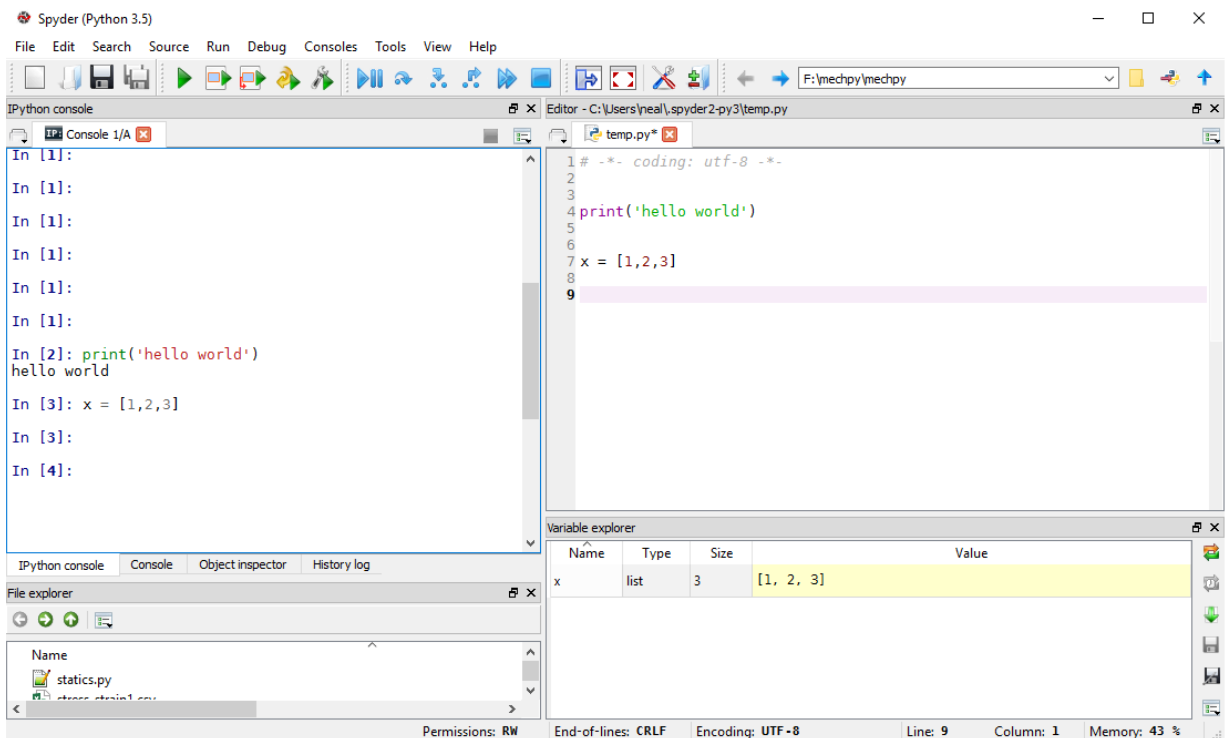 Spyder (Python 3.5)
File Edit Search Source Run Debug Consoles Tools View Help
F:\mechpy\mechpy
IPython console
IP: Console 1/A
In [1]:
In [1]:
In [1]:
In [1]:
In [1]:
In [1]:
In [2]: print('hello world')
hello world
In [3]: x = [1,2,3]
In [3]:
In [4]:
IPython console Console Object inspector History log
File explorer
Name
statics.py
stress_strain1.csv
Editor - C:\Users\neal\.spyder2-py3\temp.py
temp.py*
1 # -*- coding: utf-8 -*-
2
3
4 print('hello world')
5
6
7 x = [1,2,3]
8
9
Variable explorer
Name Type Size Value
x list 3 [1, 2, 3]
Permissions: RW End-of-lines: CRLF Encoding: UTF-8 Line: 9 Column: 1 Memory: 43 %